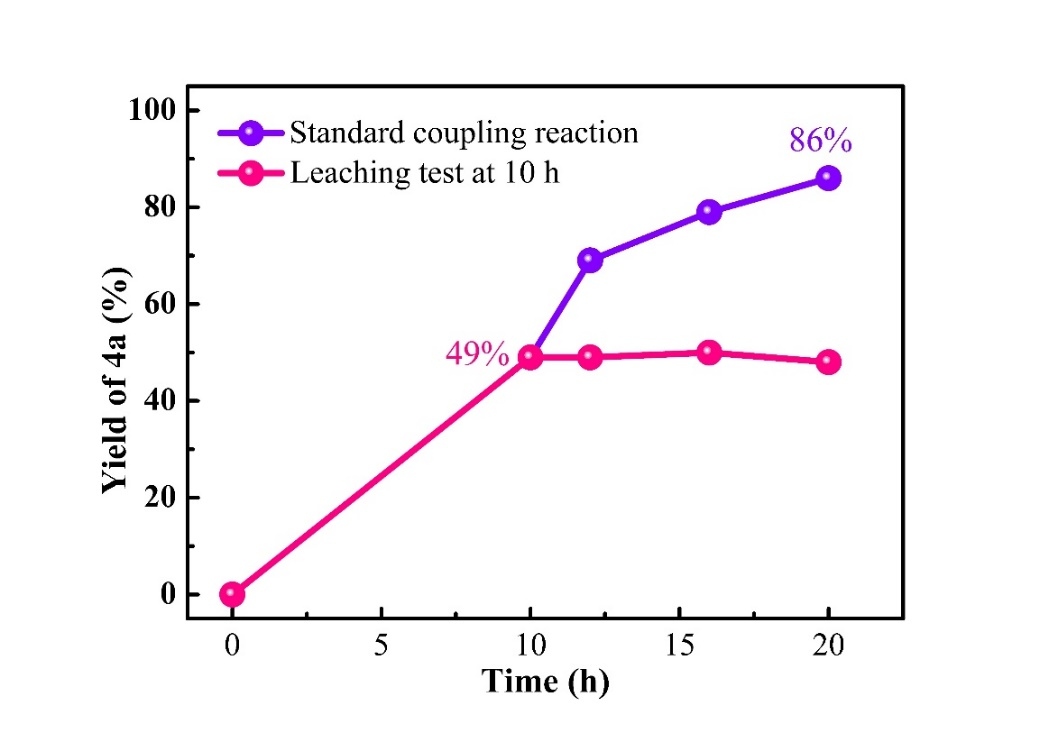 Standard coupling reaction
Leaching test at 10 h
86%
49%
Yield of 4a (%)
100
80
60
40
20
0
0 5 10 15 20
Time (h)